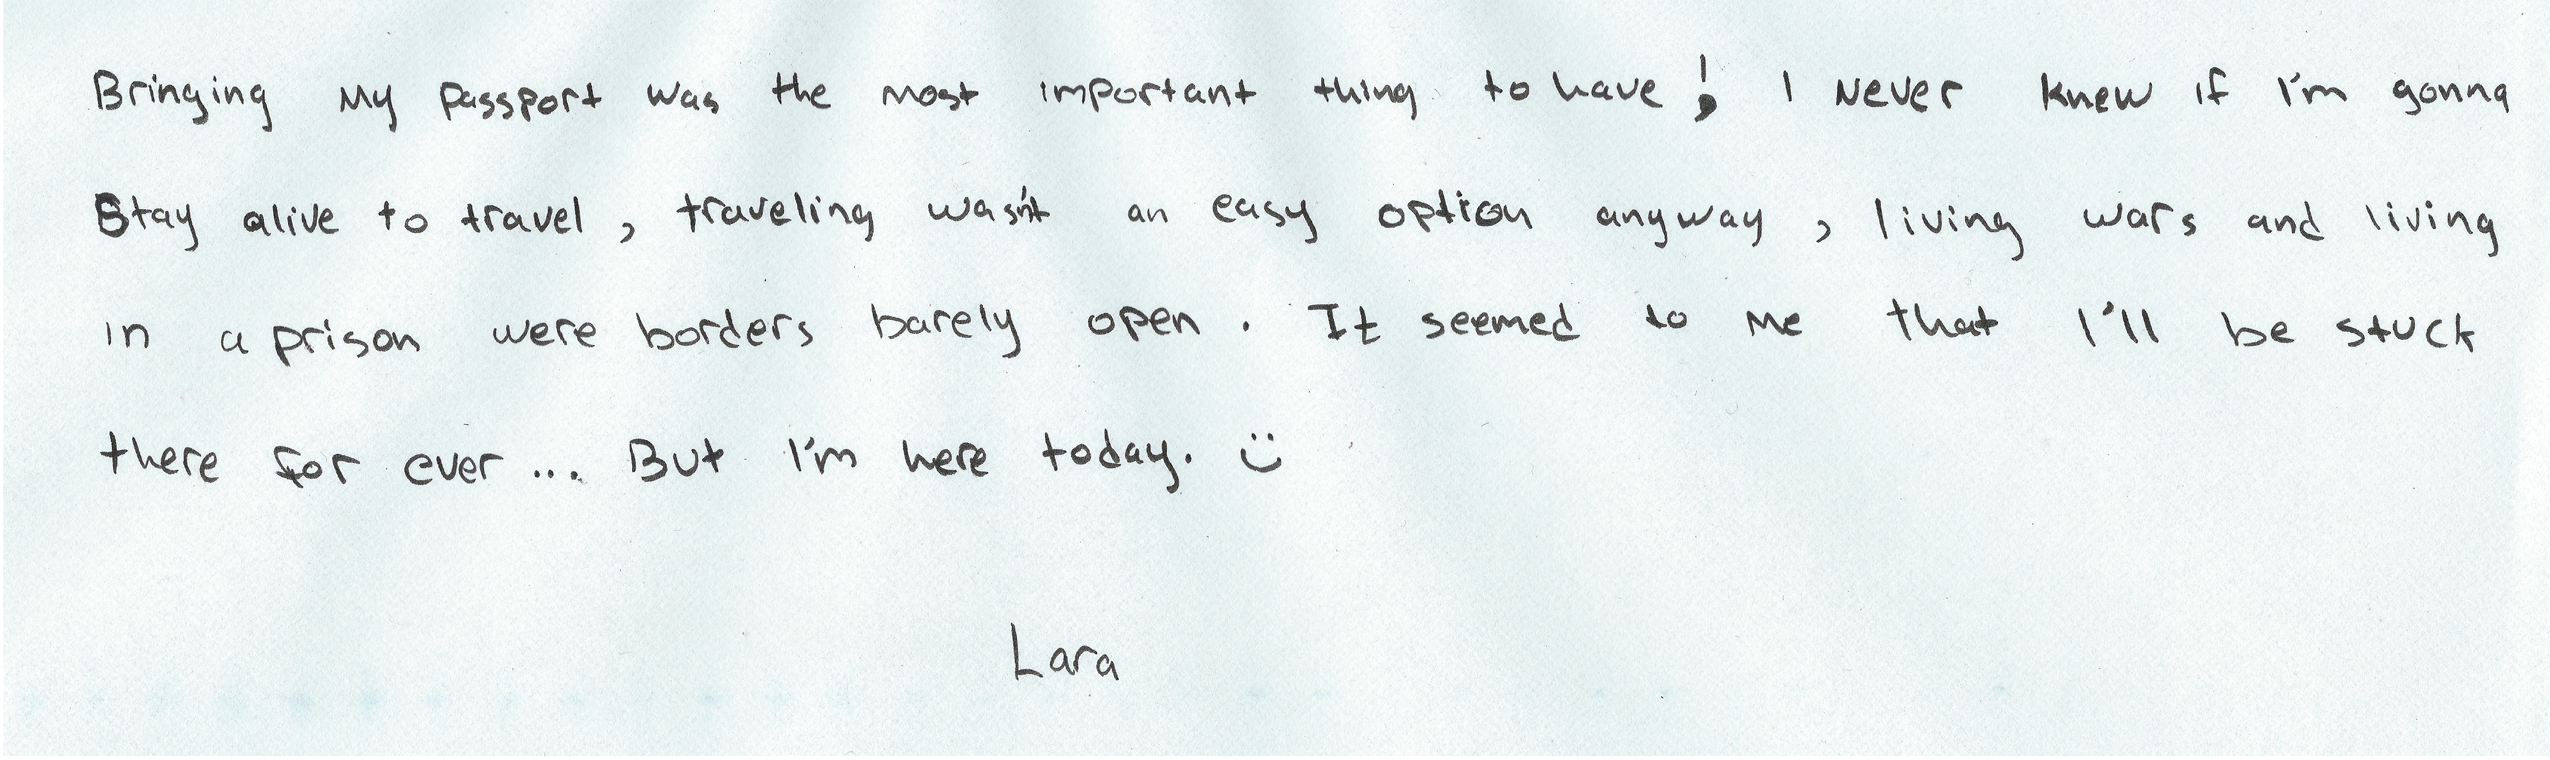 Bringing My passport was the most important thing to have! I Never knew if I'm gonna
Stay alive to travel, traveling wasn't an easy option anyway, living wars and living
in a prison were borders barely open. It seemed to me that I'll be stuck
there for ever... But I'm here today. :)
Lara